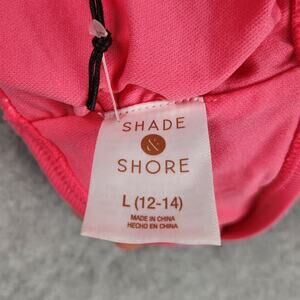 SHADE
&
SHORE
L (12-14)
MADE IN CHINA
HECHO EN CHINA